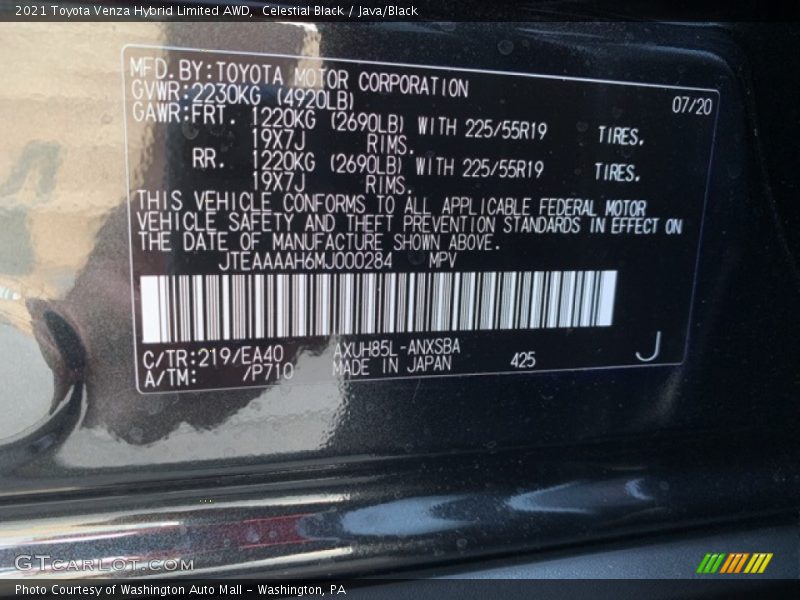 2021 Toyota Venza Hybrid Limited AWD, Celestial Black / Java/Black
MFD.BY:TOYOTA MOTOR CORPORATION 07/20
GVWR:2230KG (4920LB)
GAWR:FRT. 1220KG (2690LB) WITH 225/55R19 TIRES.
19X7J RIMS.
RR. 1220KG (2690LB) WITH 225/55R19 TIRES.
19X7J RIMS.
THIS VEHICLE CONFORMS TO ALL APPLICABLE FEDERAL MOTOR
VEHICLE SAFETY AND THEFT PREVENTION STANDARDS IN EFFECT ON
THE DATE OF MANUFACTURE SHOWN ABOVE.
JTEAAAAH6MJ000284 MPV
C/TR:219/EA40 AXUH85L-ANXSBA 425 J
A/TM: /P710 MADE IN JAPAN
GTCARLOT.COM
Photo Courtesy of Washington Auto Mall - Washington, PA